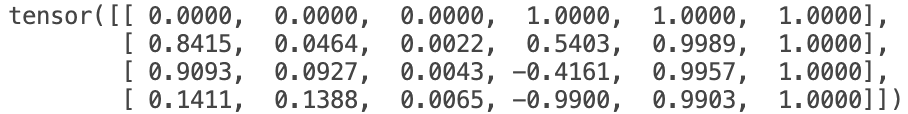 tensor([[ 0.0000,  0.0000,  0.0000,  1.0000,  1.0000,  1.0000],
        [ 0.8415,  0.0464,  0.0022,  0.5403,  0.9989,  1.0000],
        [ 0.9093,  0.0927,  0.0043, -0.4161,  0.9957,  1.0000],
        [ 0.1411,  0.1388,  0.0065, -0.9900,  0.9903,  1.0000]])